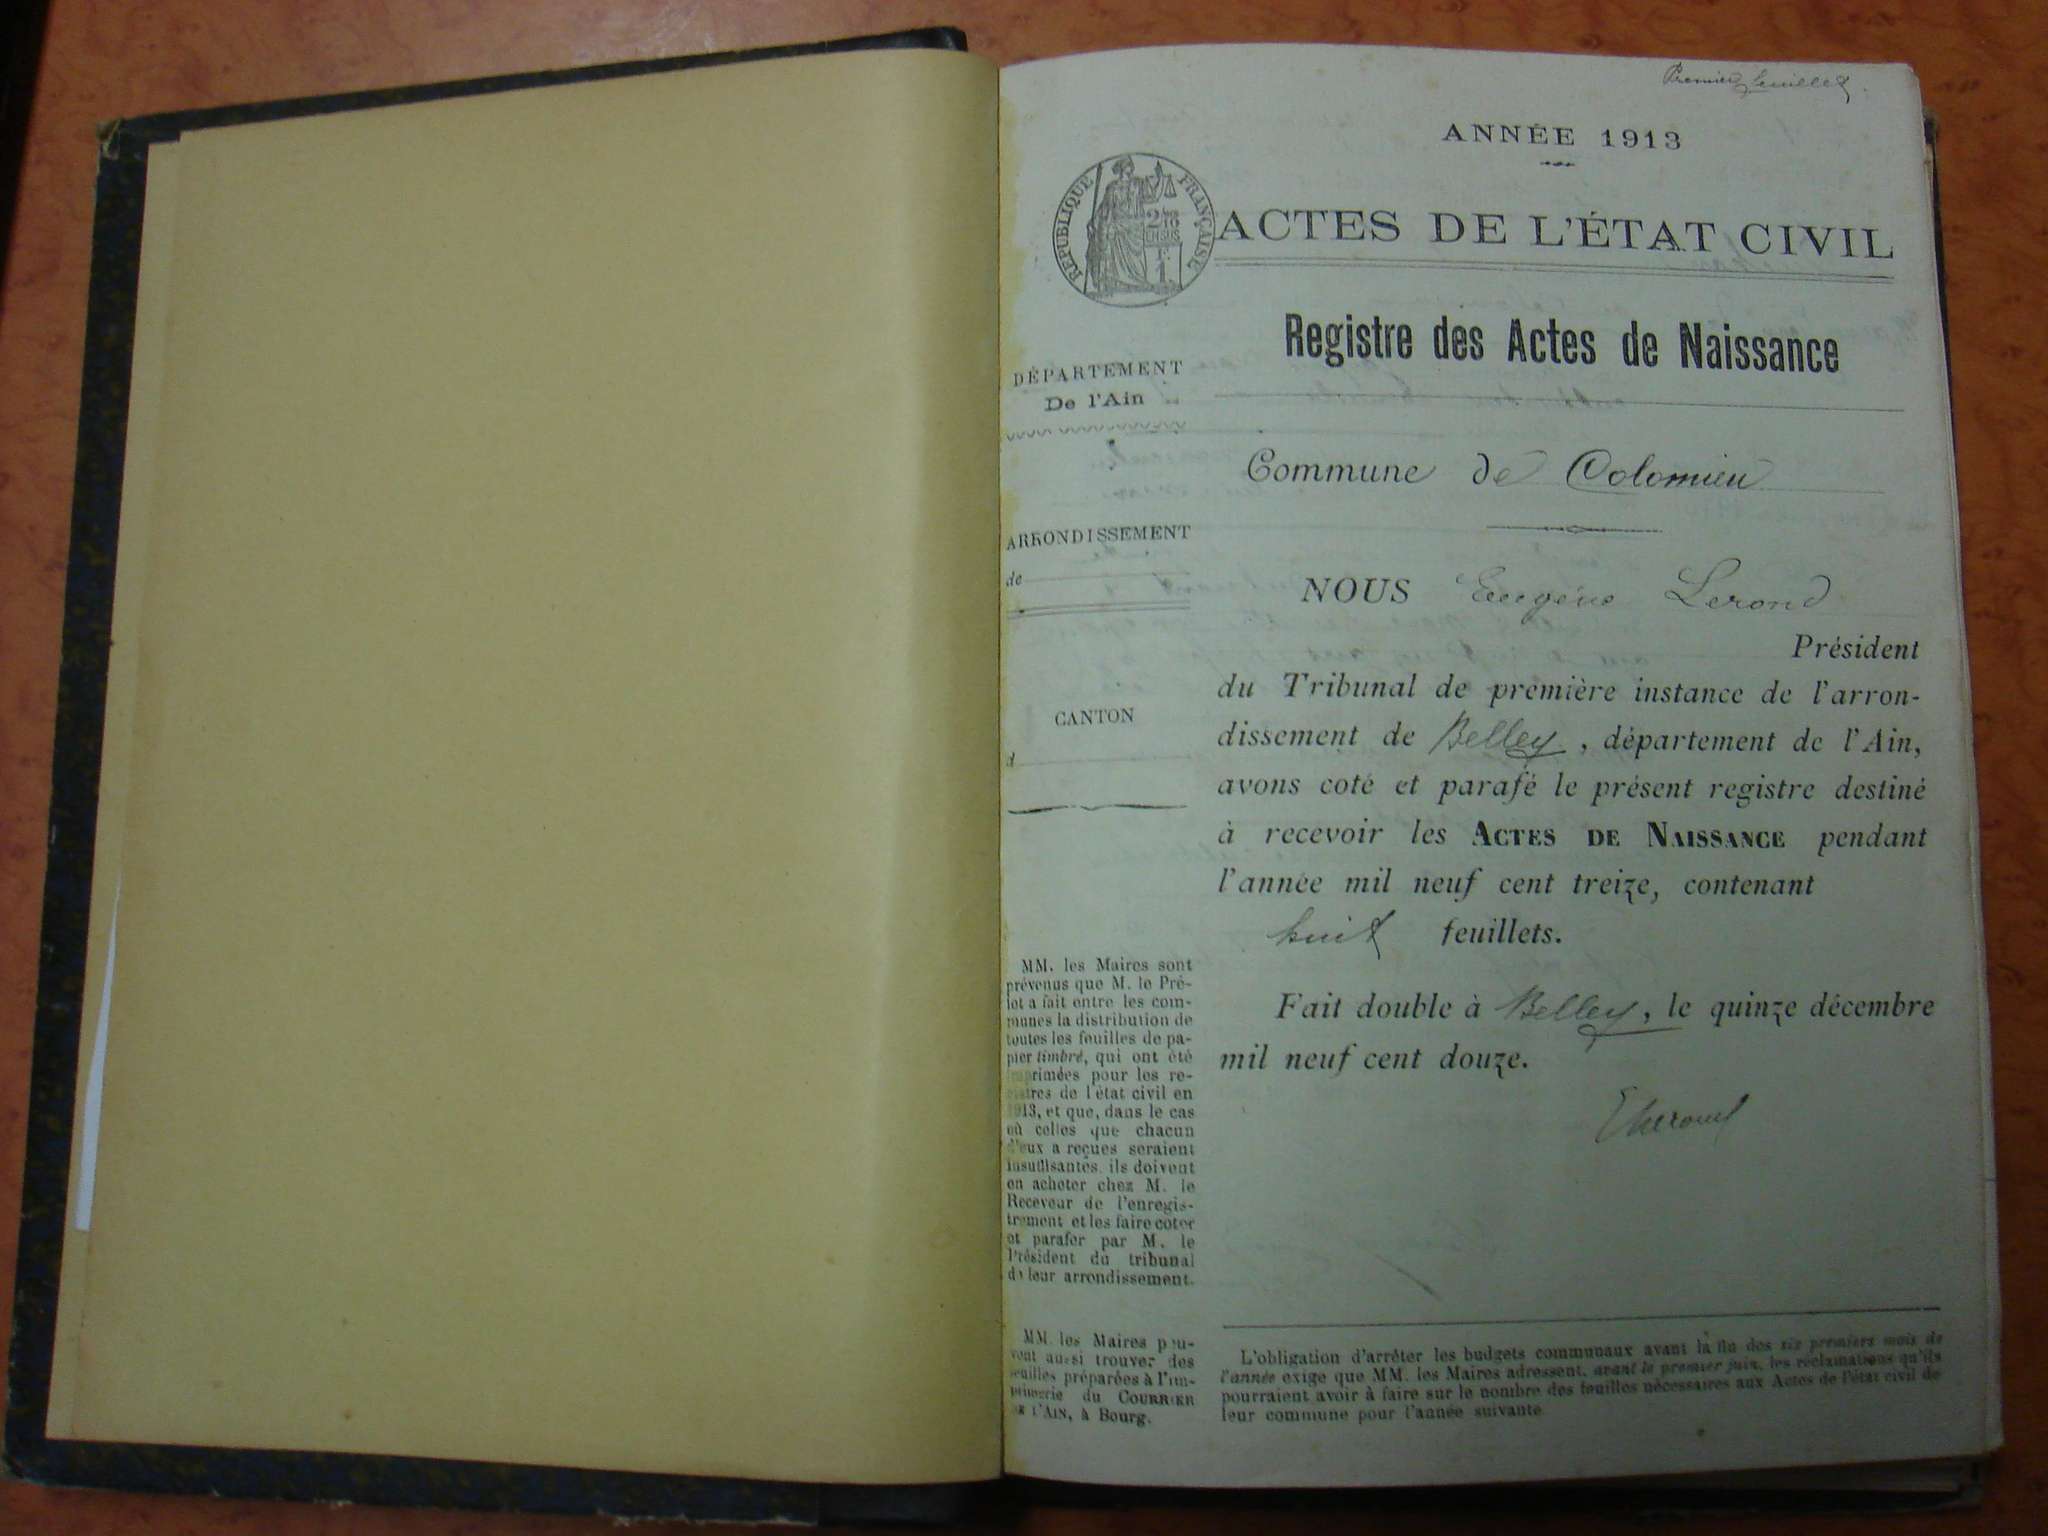 Premier feuillet.
ANNÉE 1913
RÉPUBLIQUE FRANÇAISE
ACTES DE L'ÉTAT CIVIL
Registre des Actes de Naissance
DÉPARTEMENT
De l'Ain
Commune de Colomieu
ARRONDISSEMENT
de
CANTON
d
NOUS Eugène Lerond
Président
du Tribunal de première instance de l'arron-
dissement de Belley, département de l'Ain,
avons coté et parafé le présent registre destiné
à recevoir les ACTES DE NAISSANCE pendant
l'année mil neuf cent treize, contenant
huit feuillets.
Fait double à Belley, le quinze décembre
mil neuf cent douze.
MM. les Maires sont
prévenus que M. le Pré-
fet a fait entre les com-
munes la distribution de
toutes les feuilles de pa-
pier timbré, qui ont été
imprimées pour les re-
gistres de l'état civil en
1913, et que, dans le cas
où celles que chacun
d'eux a reçues seraient
insuffisantes, ils doivent
en acheter chez M. le
Receveur de l'enregis-
trement et les faire coter
et parafer par M. le
Président du tribunal
de leur arrondissement.
MM. les Maires peu-
vent aussi trouver des
feuilles préparées à l'im-
primerie du COURRIER
DE L'AIN, à Bourg.
L'obligation d'arrêter les budgets communaux avant la fin des six premiers mois de
l'année exige que MM. les Maires adressent, avant le premier juin, les réclamations qu'ils
pourraient avoir à faire sur le nombre des feuilles nécessaires aux Actes de l'état civil de
leur commune pour l'année suivante.